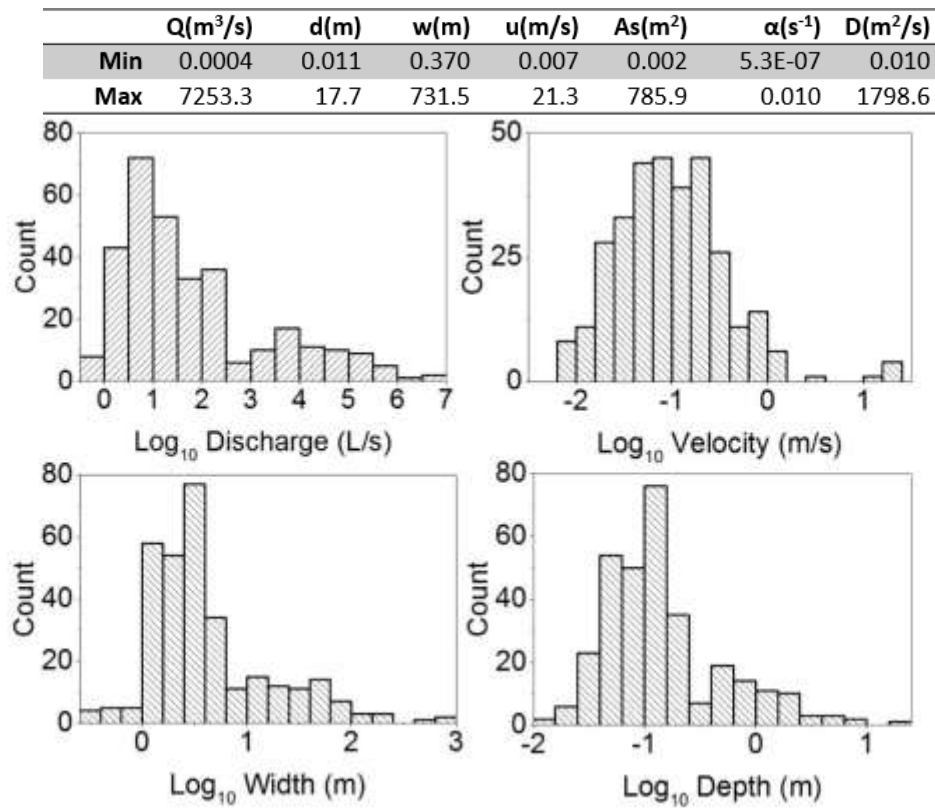 Q(m³/s) d(m) w(m) u(m/s) As(m²) α(s⁻¹) D(m²/s)
Min 0.0004 0.011 0.370 0.007 0.002 5.3E-07 0.010
Max 7253.3 17.7 731.5 21.3 785.9 0.010 1798.6
80
60
40
20
0
Count
0 1 2 3 4 5 6 7
Log₁₀ Discharge (L/s)
50
25
0
Count
-2 -1 0 1
Log₁₀ Velocity (m/s)
80
60
40
20
0
Count
0 1 2 3
Log₁₀ Width (m)
80
60
40
20
0
Count
-2 -1 0
Log₁₀ Depth (m)